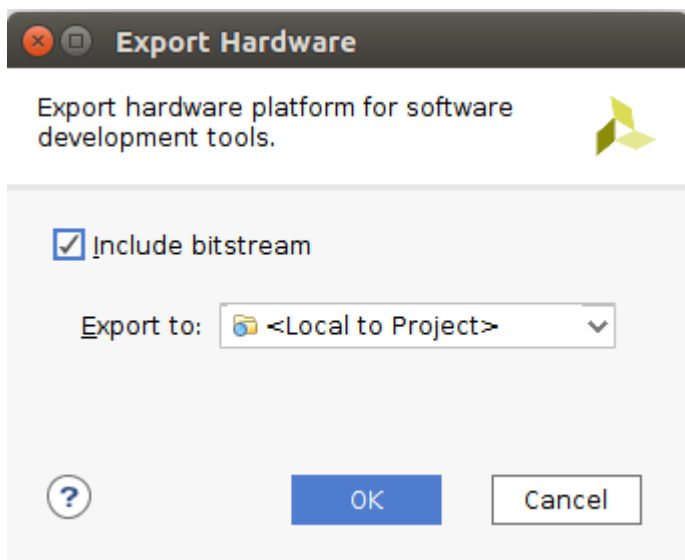 Export Hardware
Export hardware platform for software
development tools.
Include bitstream
Export to: <Local to Project>
?
OK Cancel